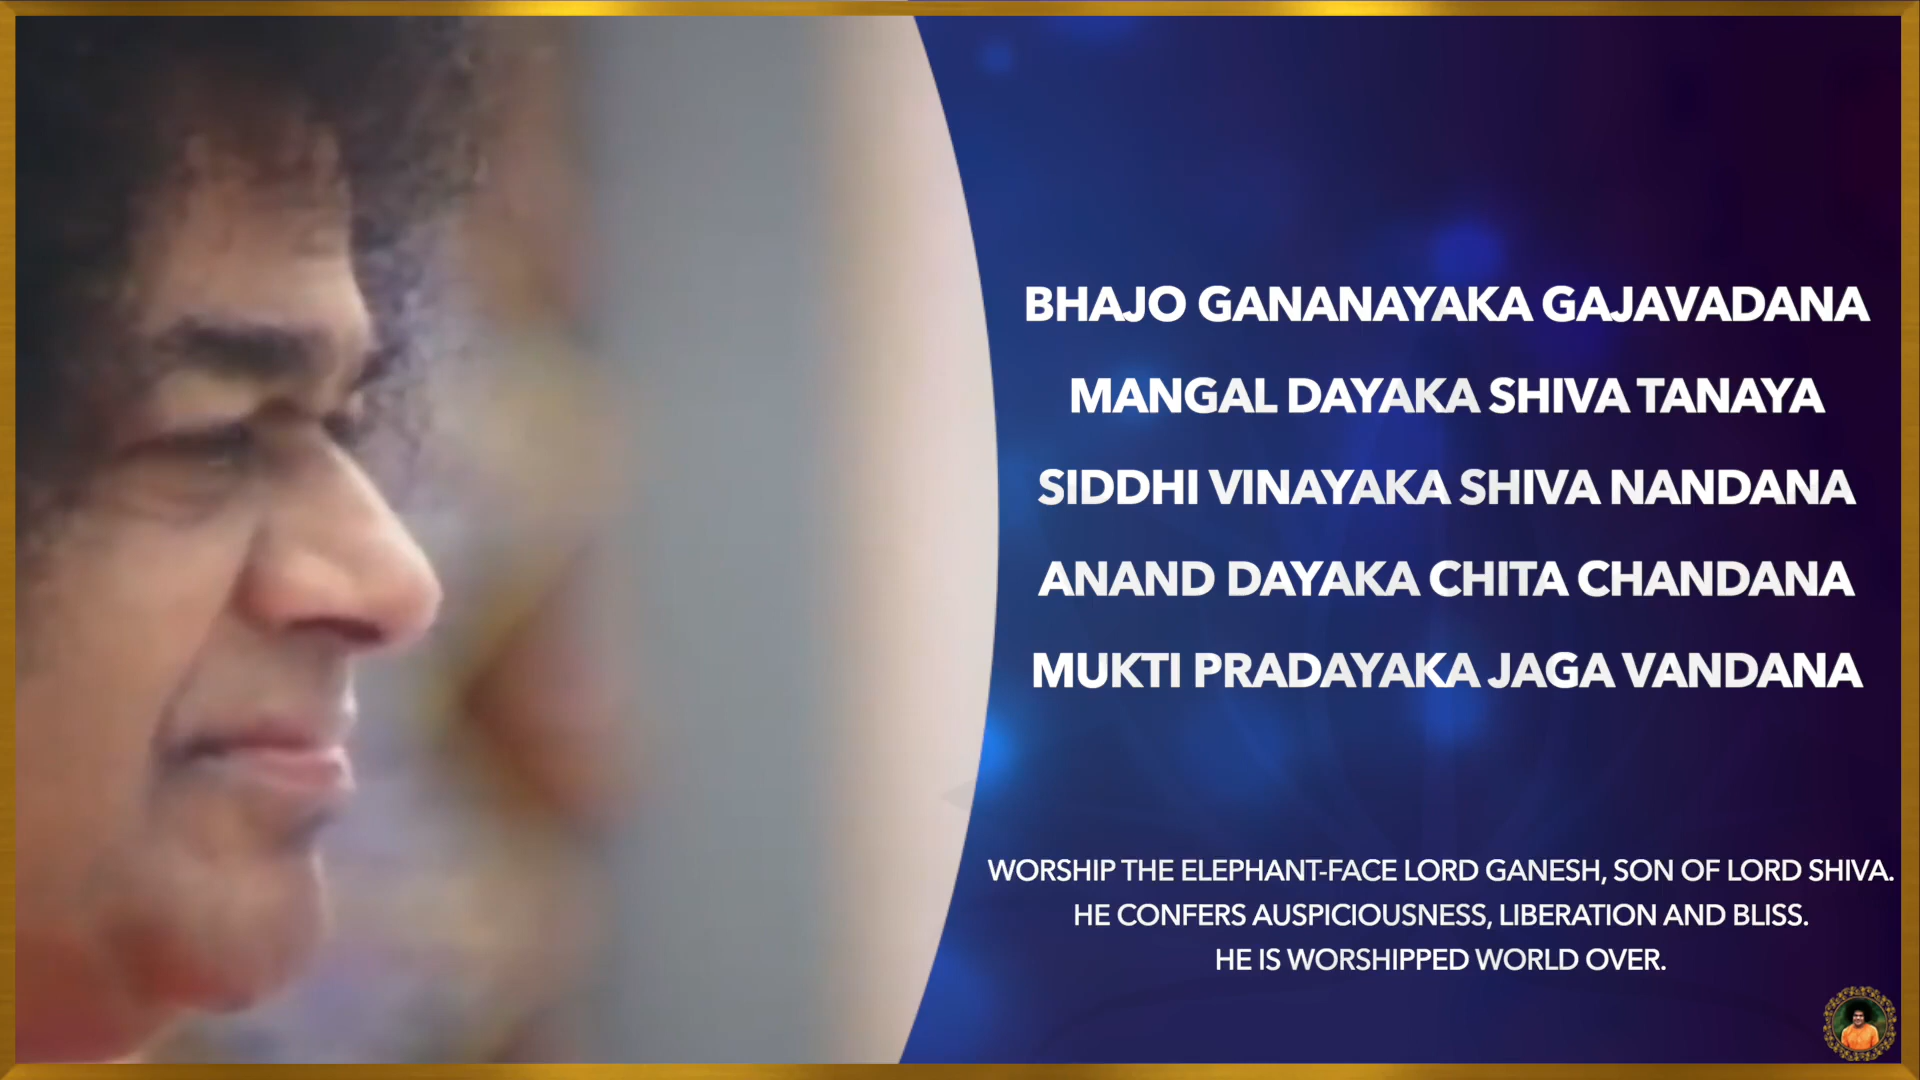 BHAJO GANANAYAKA GAJAVADANA
MANGAL DAYAKA SHIVA TANAYA
SIDDHI VINAYAKA SHIVA NANDANA
ANAND DAYAKA CHITA CHANDANA
MUKTI PRADAYAKA JAGA VANDANA
WORSHIP THE ELEPHANT-FACE LORD GANESH, SON OF LORD SHIVA.
HE CONFERS AUSPICIOUSNESS, LIBERATION AND BLISS.
HE IS WORSHIPPED WORLD OVER.